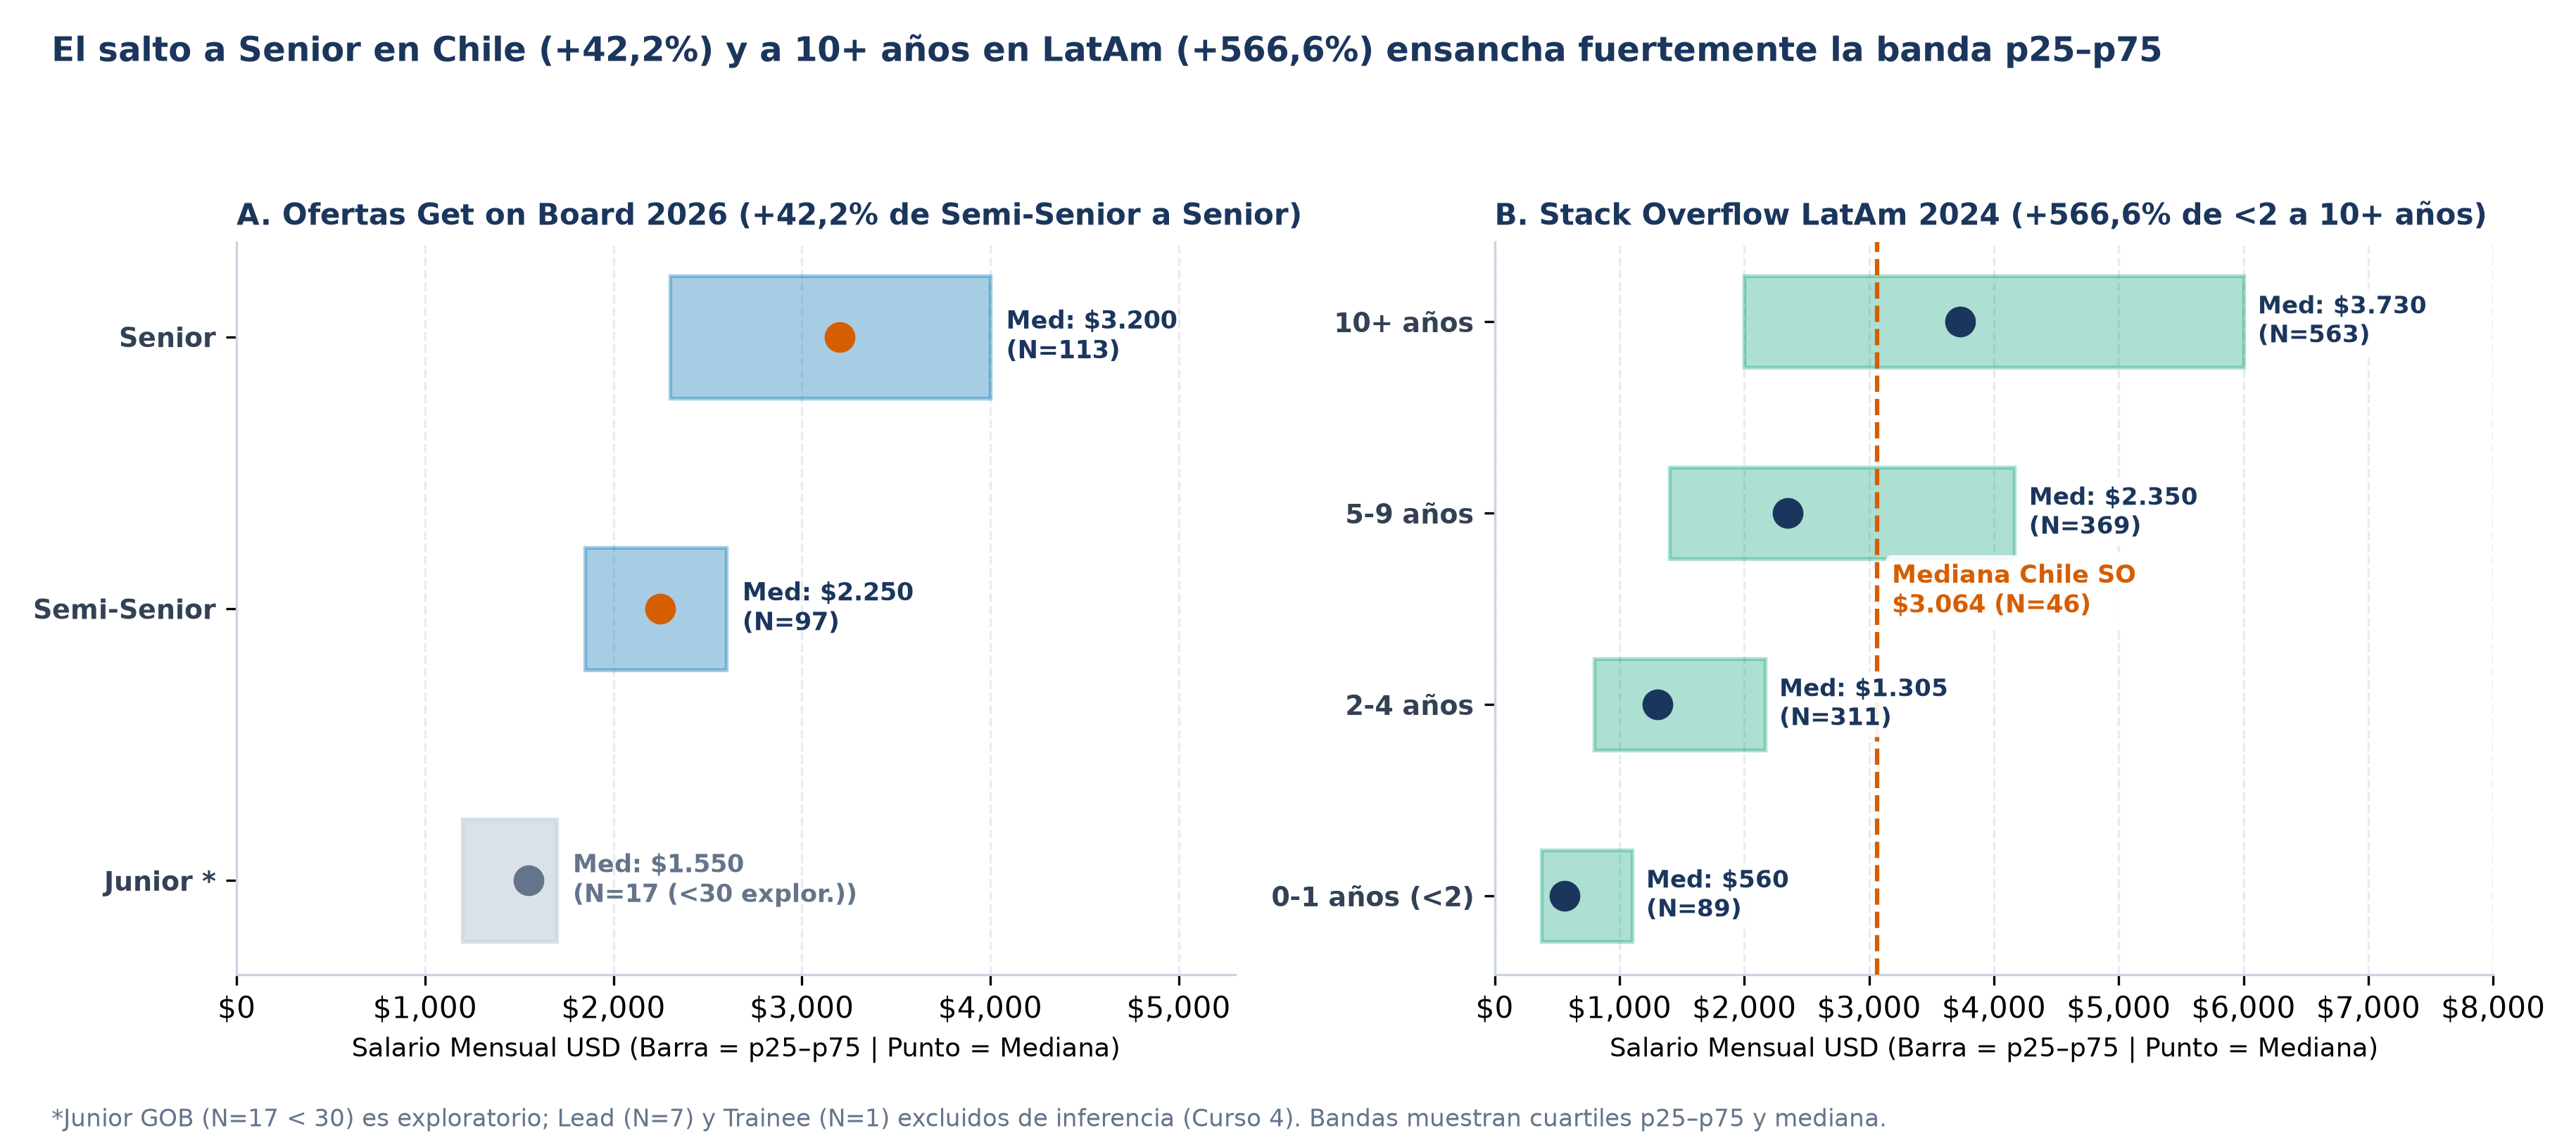 El salto a Senior en Chile (+42,2%) y a 10+ años en LatAm (+566,6%) ensancha fuertemente la banda p25–p75
A. Ofertas Get on Board 2026 (+42,2% de Semi-Senior a Senior)
Senior
Med: $3.200
(N=113)
Semi-Senior
Med: $2.250
(N=97)
Junior *
Med: $1.550
(N=17 (<30 explor.))
$0 $1,000 $2,000 $3,000 $4,000 $5,000
Salario Mensual USD (Barra = p25–p75 | Punto = Mediana)
B. Stack Overflow LatAm 2024 (+566,6% de <2 a 10+ años)
10+ años
Med: $3.730
(N=563)
5-9 años
Med: $2.350
(N=369)
Mediana Chile SO
$3.064 (N=46)
2-4 años
Med: $1.305
(N=311)
0-1 años (<2)
Med: $560
(N=89)
$0 $1,000 $2,000 $3,000 $4,000 $5,000 $6,000 $7,000 $8,000
Salario Mensual USD (Barra = p25–p75 | Punto = Mediana)
*Junior GOB (N=17 < 30) es exploratorio; Lead (N=7) y Trainee (N=1) excluidos de inferencia (Curso 4). Bandas muestran cuartiles p25–p75 y mediana.